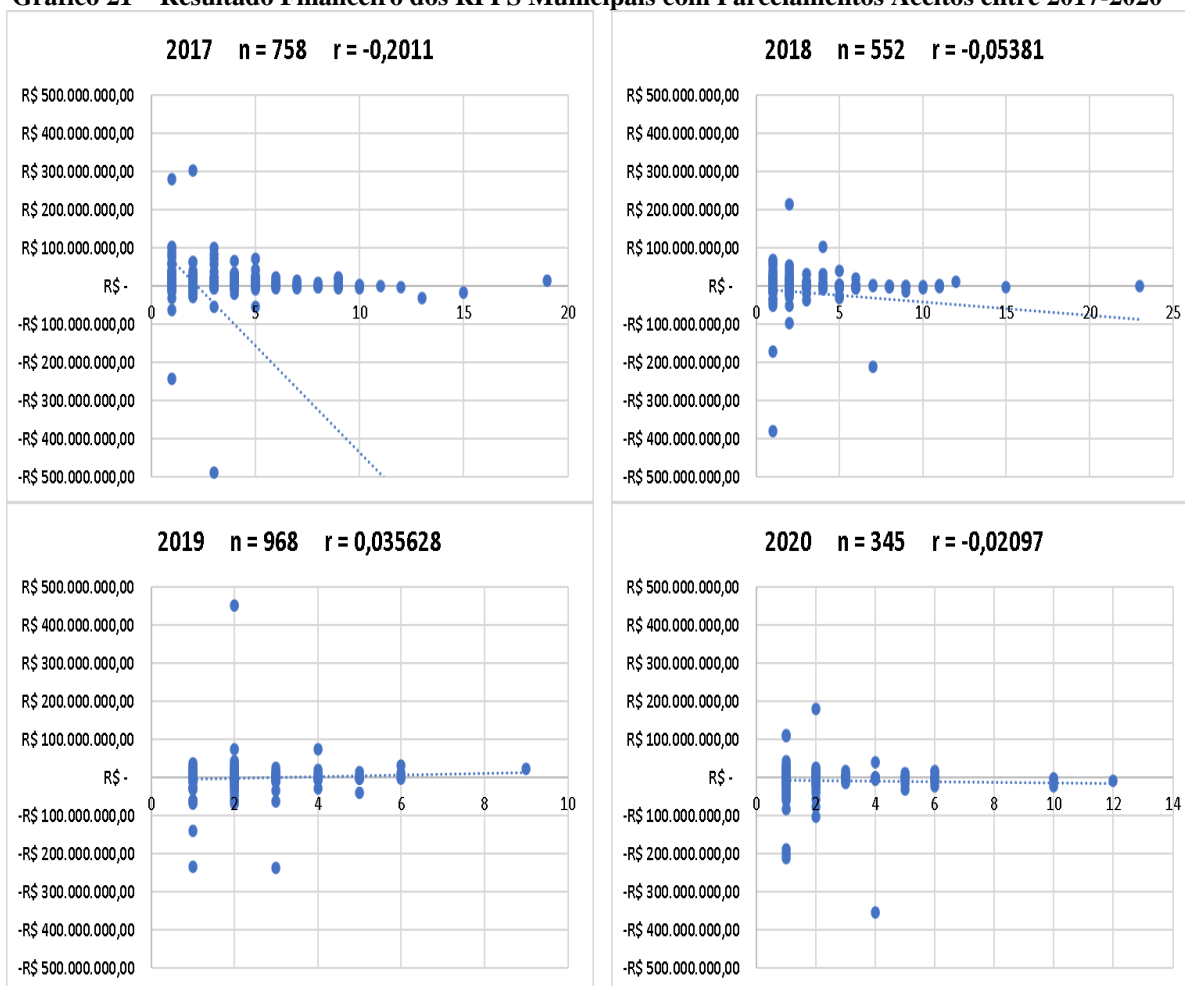 Gráfico 21 – Resultado Financeiro dos RPPS Municipais com Parcelamentos Aceitos entre 2017-2020
2017 n = 758 r = -0,2011
R$ 500.000.000,00
R$ 400.000.000,00
R$ 300.000.000,00
R$ 200.000.000,00
R$ 100.000.000,00
R$ -
-R$ 100.000.000,00
-R$ 200.000.000,00
-R$ 300.000.000,00
-R$ 400.000.000,00
-R$ 500.000.000,00
0 5 10 15 20
2018 n = 552 r = -0,05381
R$ 500.000.000,00
R$ 400.000.000,00
R$ 300.000.000,00
R$ 200.000.000,00
R$ 100.000.000,00
R$ -
-R$ 100.000.000,00
-R$ 200.000.000,00
-R$ 300.000.000,00
-R$ 400.000.000,00
-R$ 500.000.000,00
0 5 10 15 20 25
2019 n = 968 r = 0,035628
R$ 500.000.000,00
R$ 400.000.000,00
R$ 300.000.000,00
R$ 200.000.000,00
R$ 100.000.000,00
R$ -
-R$ 100.000.000,00
-R$ 200.000.000,00
-R$ 300.000.000,00
-R$ 400.000.000,00
-R$ 500.000.000,00
0 2 4 6 8 10
2020 n = 345 r = -0,02097
R$ 500.000.000,00
R$ 400.000.000,00
R$ 300.000.000,00
R$ 200.000.000,00
R$ 100.000.000,00
R$ -
-R$ 100.000.000,00
-R$ 200.000.000,00
-R$ 300.000.000,00
-R$ 400.000.000,00
-R$ 500.000.000,00
0 2 4 6 8 10 12 14